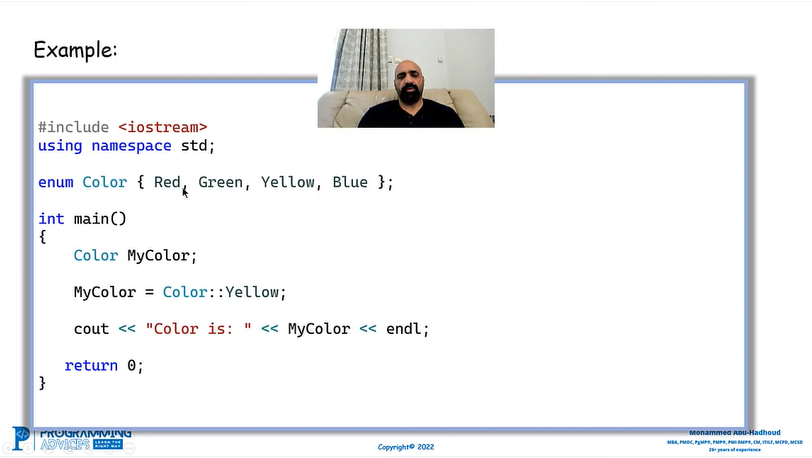 Example:
#include <iostream>
using namespace std;
enum Color { Red, Green, Yellow, Blue };
int main()
{
Color MyColor;
MyColor = Color::Yellow;
cout << "Color is: " << MyColor << endl;
return 0;
}
PROGRAMMING
ADVICES LEARN THE RIGHT WAY
Copyright© 2022
Mohammed Abu-Hadhoud
MBA, PMOC, PgMP®, PMP®, PMI-RMP®, CM, ITILF, MCPD, MCSD
26+ years of experience